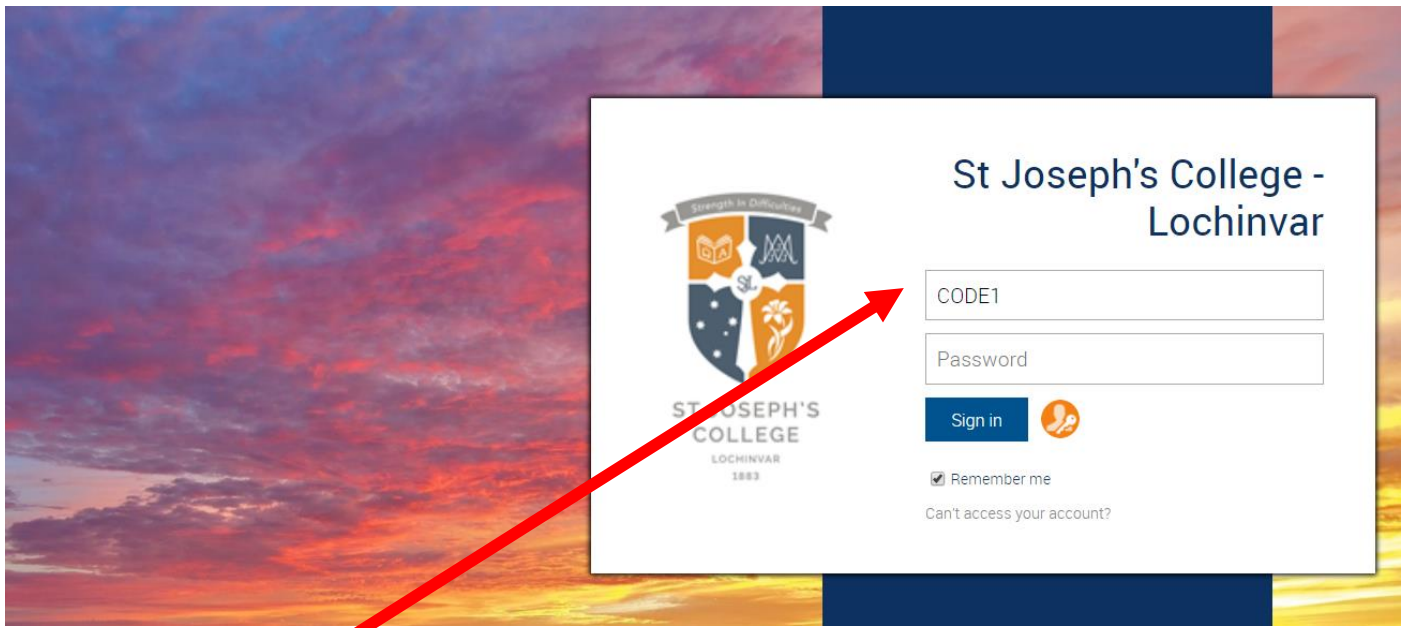 St Joseph's College -
Lochinvar
Strength in Difficulties
SJL
ST JOSEPH'S
COLLEGE
LOCHINVAR
1883
CODE1
Password
Sign in
Remember me
Can't access your account?